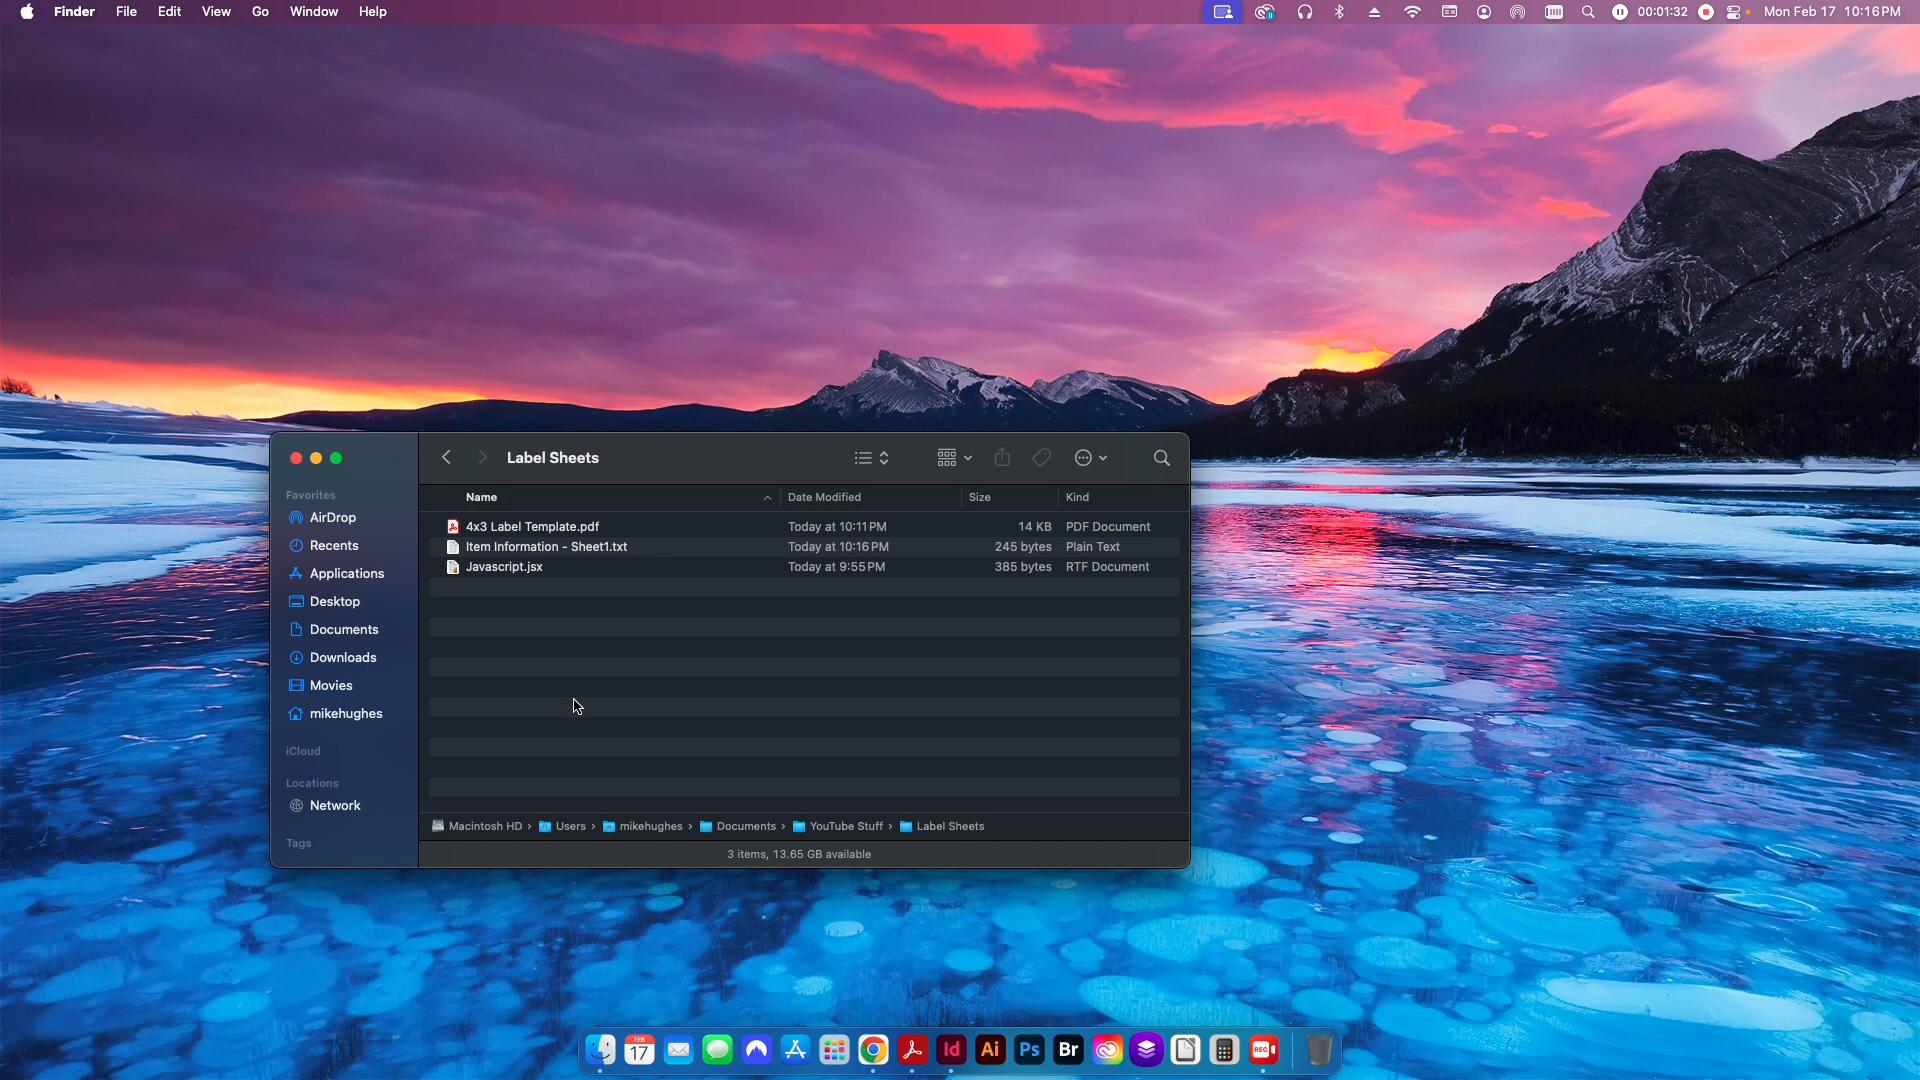 Finder File Edit View Go Window Help 00:01:32 Mon Feb 17 10:16 PM
Label Sheets
Favorites
AirDrop
Recents
Applications
Desktop
Documents
Downloads
Movies
mikehughes
iCloud
Locations
Network
Tags
Name Date Modified Size Kind
4x3 Label Template.pdf Today at 10:11 PM 14 KB PDF Document
Item Information - Sheet1.txt Today at 10:16 PM 245 bytes Plain Text
Javascript.jsx Today at 9:55 PM 385 bytes RTF Document
Macintosh HD › Users › mikehughes › Documents › YouTube Stuff › Label Sheets
3 items, 13.65 GB available
FEB
17
Id
Ai
Ps
Br
REC